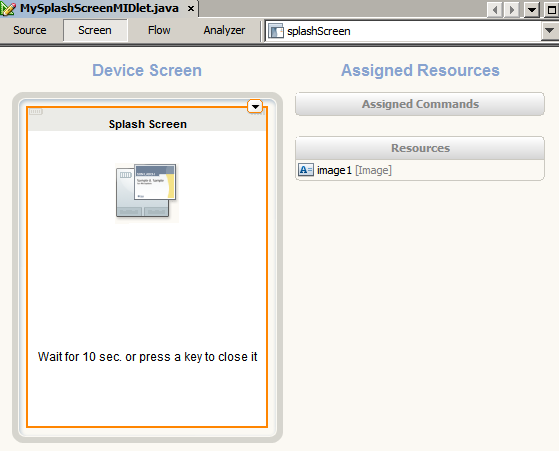 MySplashScreenMIDlet.java ×
Source Screen Flow Analyzer splashScreen
Device Screen
Assigned Resources
Splash Screen
Wait for 10 sec. or press a key to close it
Assigned Commands
Resources
image1 [Image]